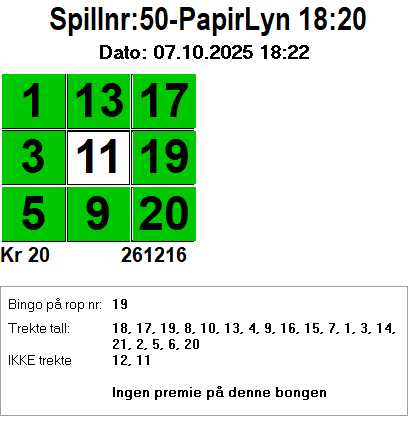 Spillnr:50-PapirLyn 18:20
Dato: 07.10.2025 18:22
1 13 17
3 11 19
5 9 20
Kr 20 261216
Bingo på rop nr: 19
Trekte tall: 18, 17, 19, 8, 10, 13, 4, 9, 16, 15, 7, 1, 3, 14,
21, 2, 5, 6, 20
IKKE trekte 12, 11
Ingen premie på denne bongen